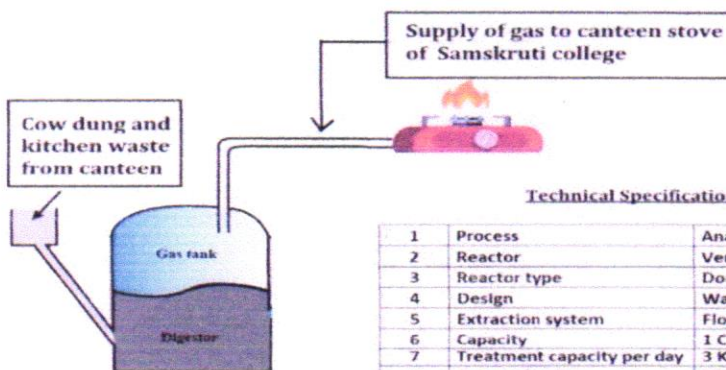 Supply of gas to canteen stove
of Samskruti college
Cow dung and
kitchen waste
from canteen
Gas tank
Digestor
Technical Specificatio
1 Process Ana
2 Reactor Ver
3 Reactor type Do
4 Design Wa
5 Extraction system Flo
6 Capacity 1 C
7 Treatment capacity per day 3 K